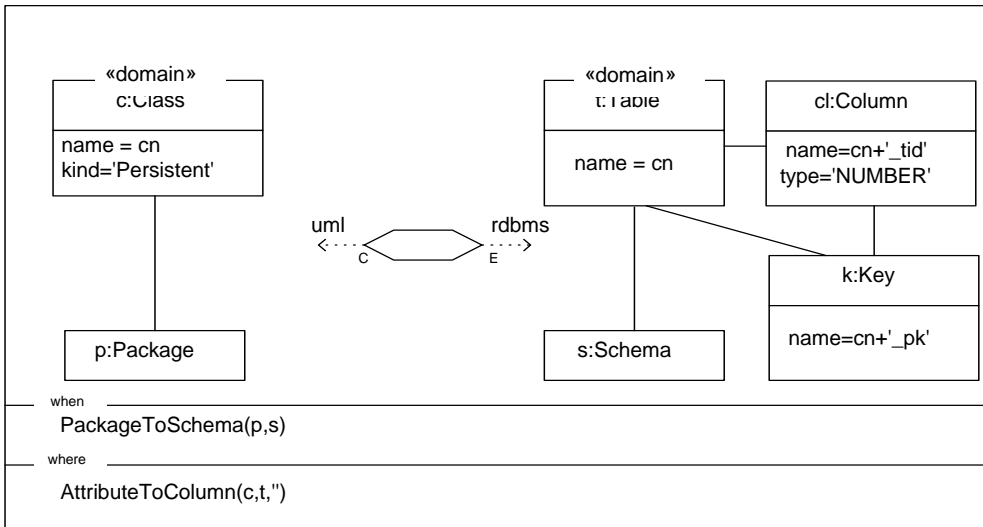 «domain»
c:Class
name = cn
kind='Persistent'
p:Package
uml
C
rdbms
E
«domain»
t:Table
name = cn
cl:Column
name=cn+'_tid'
type='NUMBER'
k:Key
name=cn+'_pk'
s:Schema
when
PackageToSchema(p,s)
where
AttributeToColumn(c,t,'')